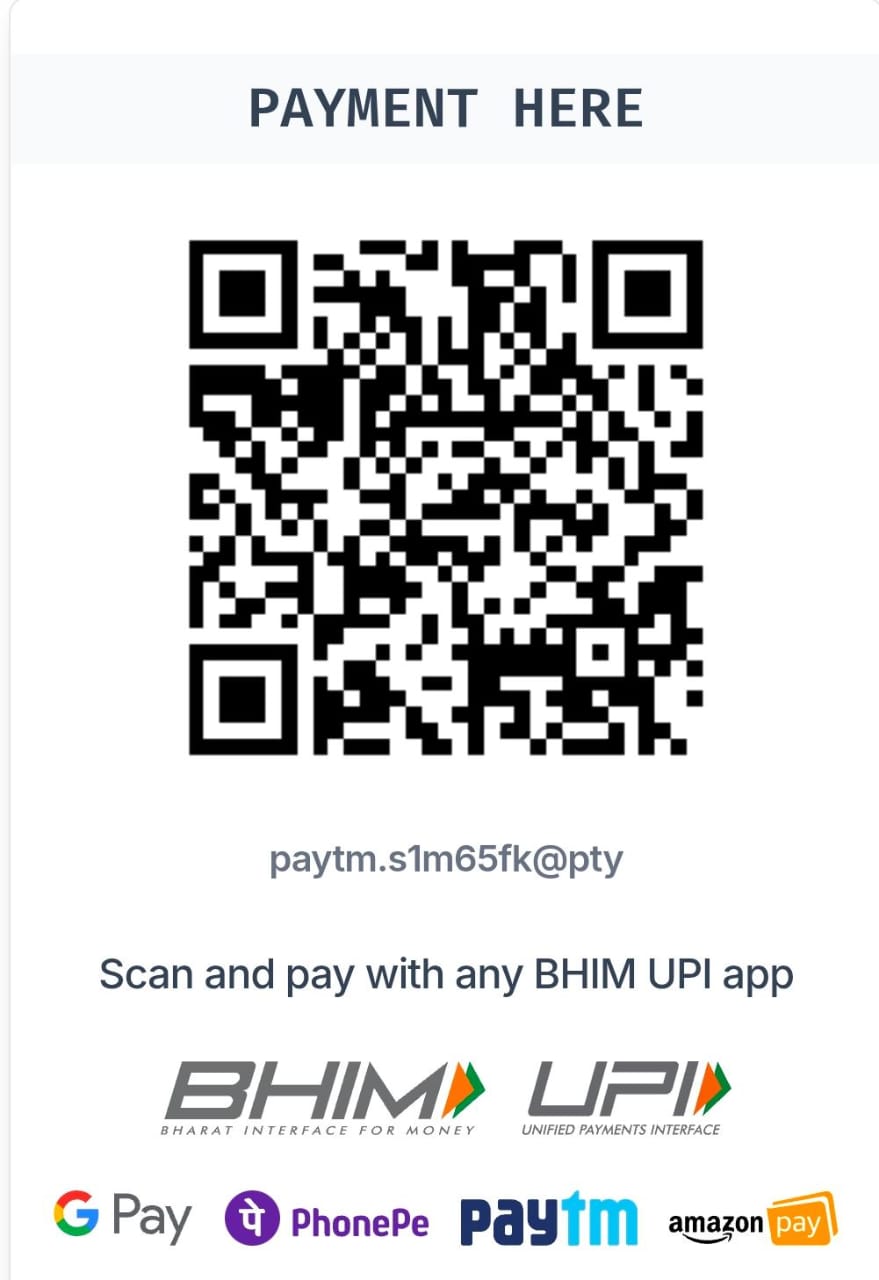 PAYMENT HERE
paytm.s1m65fk@pty
Scan and pay with any BHIM UPI app
BHIM UPI
BHARAT INTERFACE FOR MONEY UNIFIED PAYMENTS INTERFACE
G Pay पे PhonePe paytm amazon pay